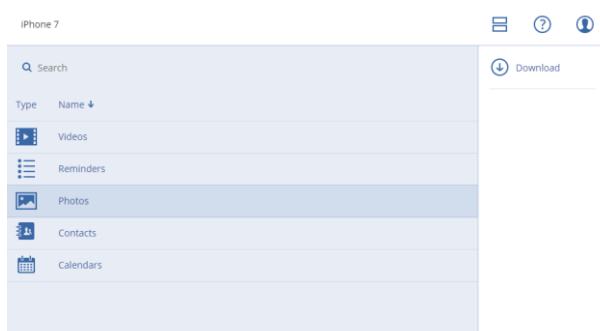 iPhone 7
?
Search
Download
Type Name ↓
Videos
Reminders
Photos
Contacts
Calendars